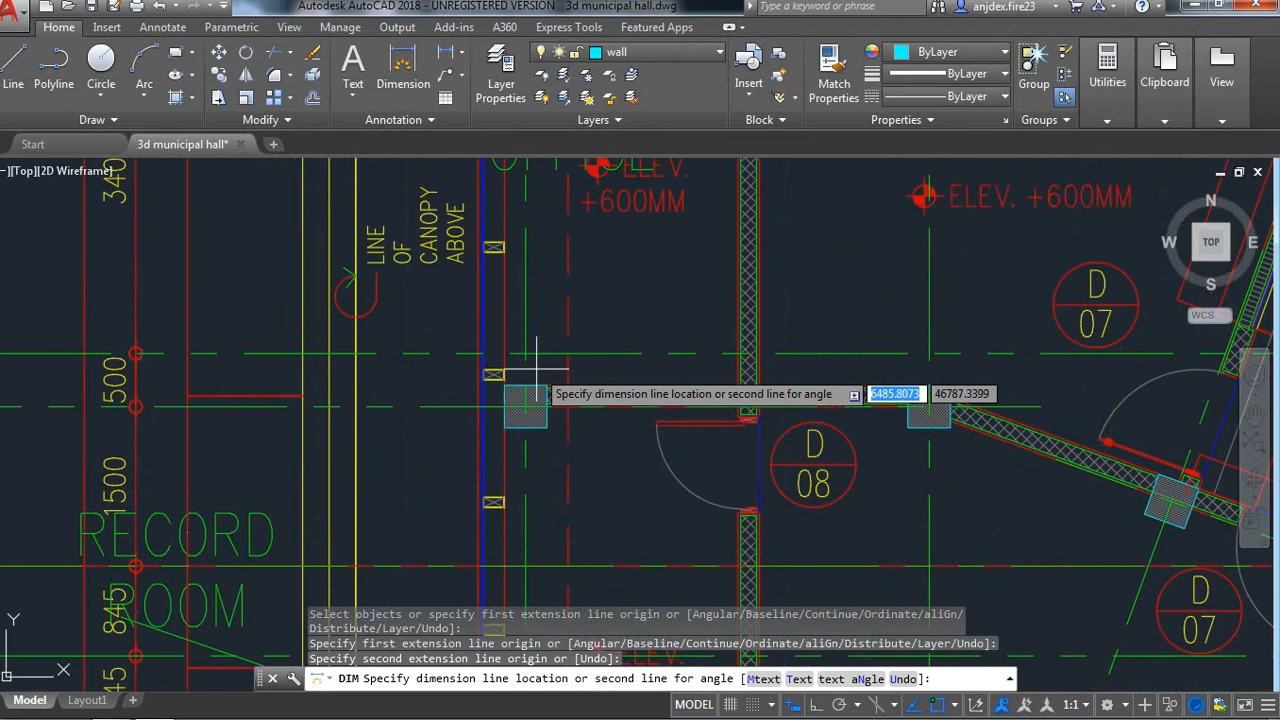 Autodesk AutoCAD 2018 - UNREGISTERED VERSION 3d municipal hall.dwg
Type a keyword or phrase
anjdex.fire23
Home Insert Annotate Parametric View Manage Output Add-ins A360 Express Tools Featured Apps
wall
ByLayer
ByLayer
ByLayer
Line Polyline Circle Arc
Text Dimension
Layer Properties
Insert
Match Properties
Group
Utilities
Clipboard
View
Draw Modify Annotation Layers Block Properties Groups
Start
3d municipal hall*
][Top][2D Wireframe]
340
LINE
OF
CANOPY
ABOVE
ELEV.
+600MM
ELEV. +600MM
N
W TOP E
S
WCS
D
07
500
Specify dimension line location or second line for angle
6485.8073
46787.3399
D
08
1500
RECORD
ROOM
845
45
D
07
Select objects or specify first extension line origin or [Angular/Baseline/Continue/Ordinate/aliGn/
Distribute/Layer/Undo]:
Specify first extension line origin or [Angular/Baseline/Continue/Ordinate/aliGn/Distribute/Layer/Undo]:
Specify second extension line origin or [Undo]:
DIM Specify dimension line location or second line for angle [Mtext Text text aNgle Undo]:
Y
X
Model Layout1
MODEL
1:1